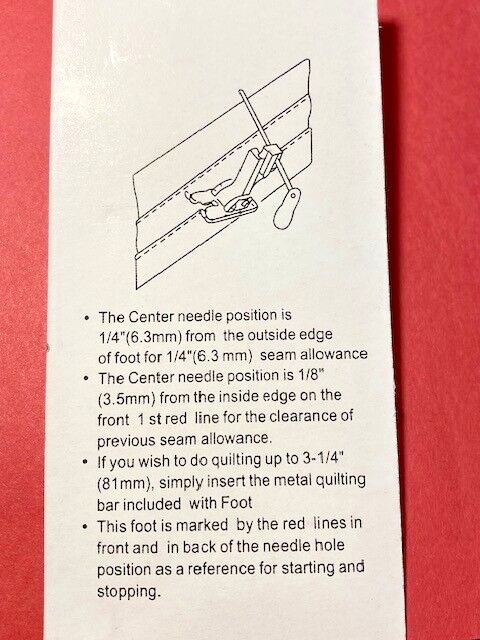 • The Center needle position is
1/4"(6.3mm) from the outside edge
of foot for 1/4"(6.3 mm) seam allowance
• The Center needle position is 1/8"
(3.5mm) from the inside edge on the
front 1 st red line for the clearance of
previous seam allowance.
• If you wish to do quilting up to 3-1/4"
(81mm), simply insert the metal quilting
bar included with Foot
• This foot is marked by the red lines in
front and in back of the needle hole
position as a reference for starting and
stopping.